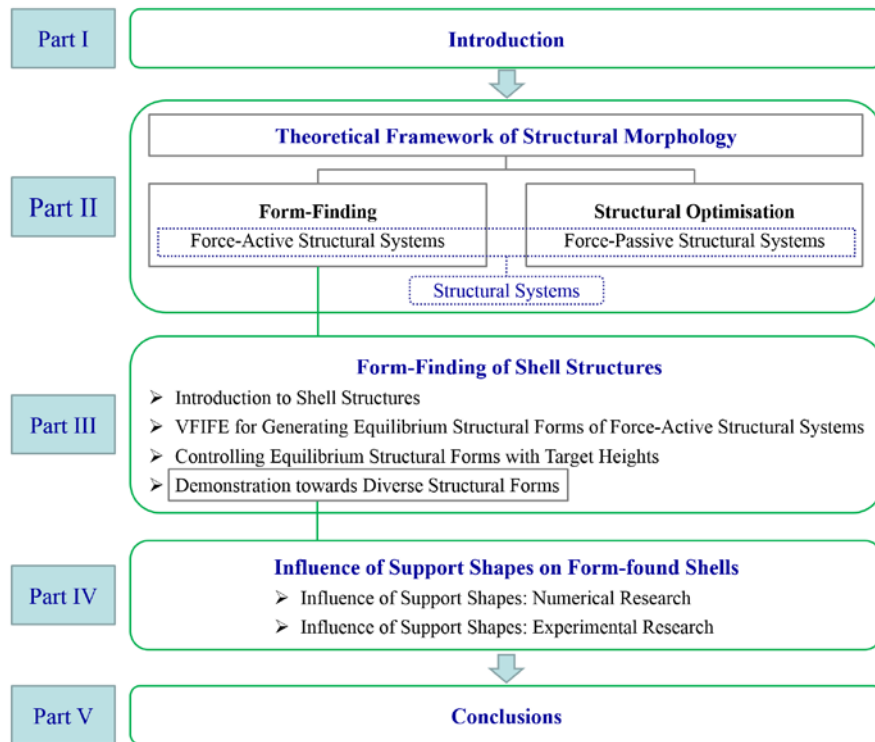 Part I
Introduction
Part II
Theoretical Framework of Structural Morphology
Form-Finding
Force-Active Structural Systems
Structural Optimisation
Force-Passive Structural Systems
Structural Systems
Part III
Form-Finding of Shell Structures
➢ Introduction to Shell Structures
➢ VFIFE for Generating Equilibrium Structural Forms of Force-Active Structural Systems
➢ Controlling Equilibrium Structural Forms with Target Heights
➢ Demonstration towards Diverse Structural Forms
Part IV
Influence of Support Shapes on Form-found Shells
➢ Influence of Support Shapes: Numerical Research
➢ Influence of Support Shapes: Experimental Research
Part V
Conclusions